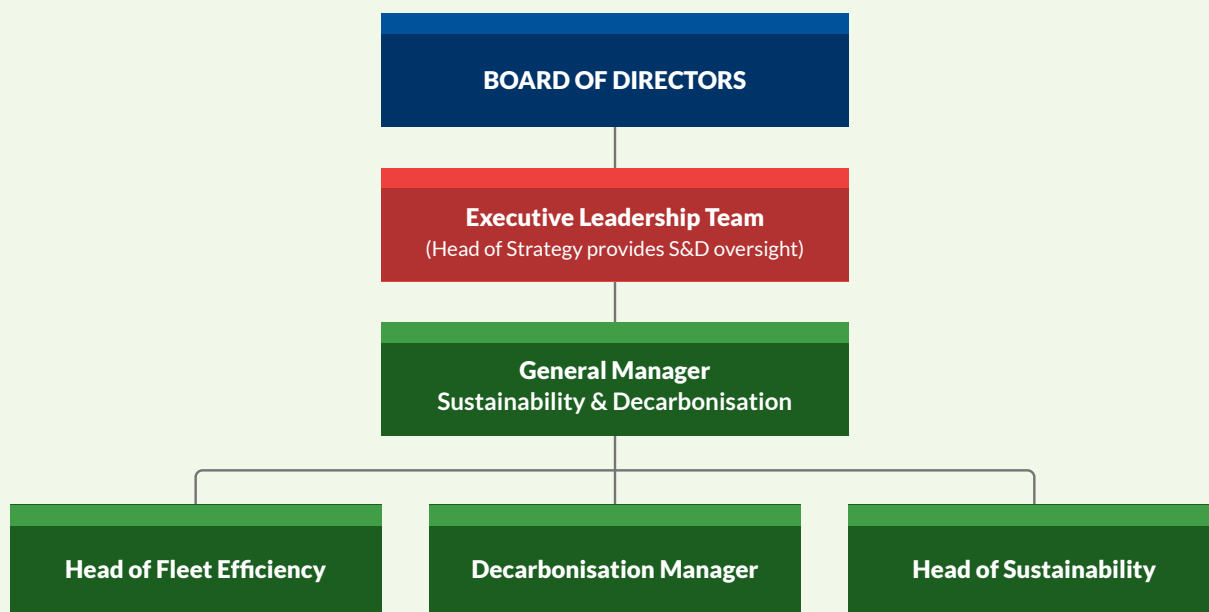 BOARD OF DIRECTORS
Executive Leadership Team
(Head of Strategy provides S&D oversight)
General Manager
Sustainability & Decarbonisation
Head of Fleet Efficiency
Decarbonisation Manager
Head of Sustainability